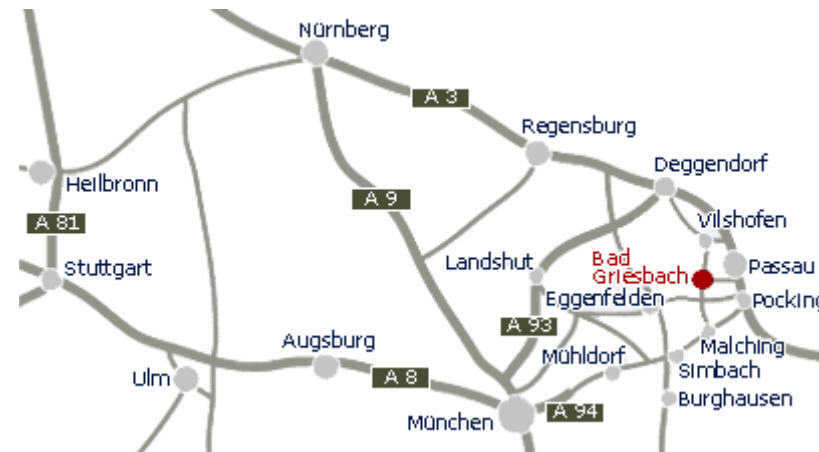 Nürnberg
A 3
Regensburg
Deggendorf
Heilbronn
A 9
Vilshofen
A 81
Stuttgart
Landshut
Bad
Griesbach
Passau
Eggenfelden
Pocking
A 93
Augsburg
Mühldorf
Malching
Simbach
Ulm
A 8
Burghausen
München
A 94